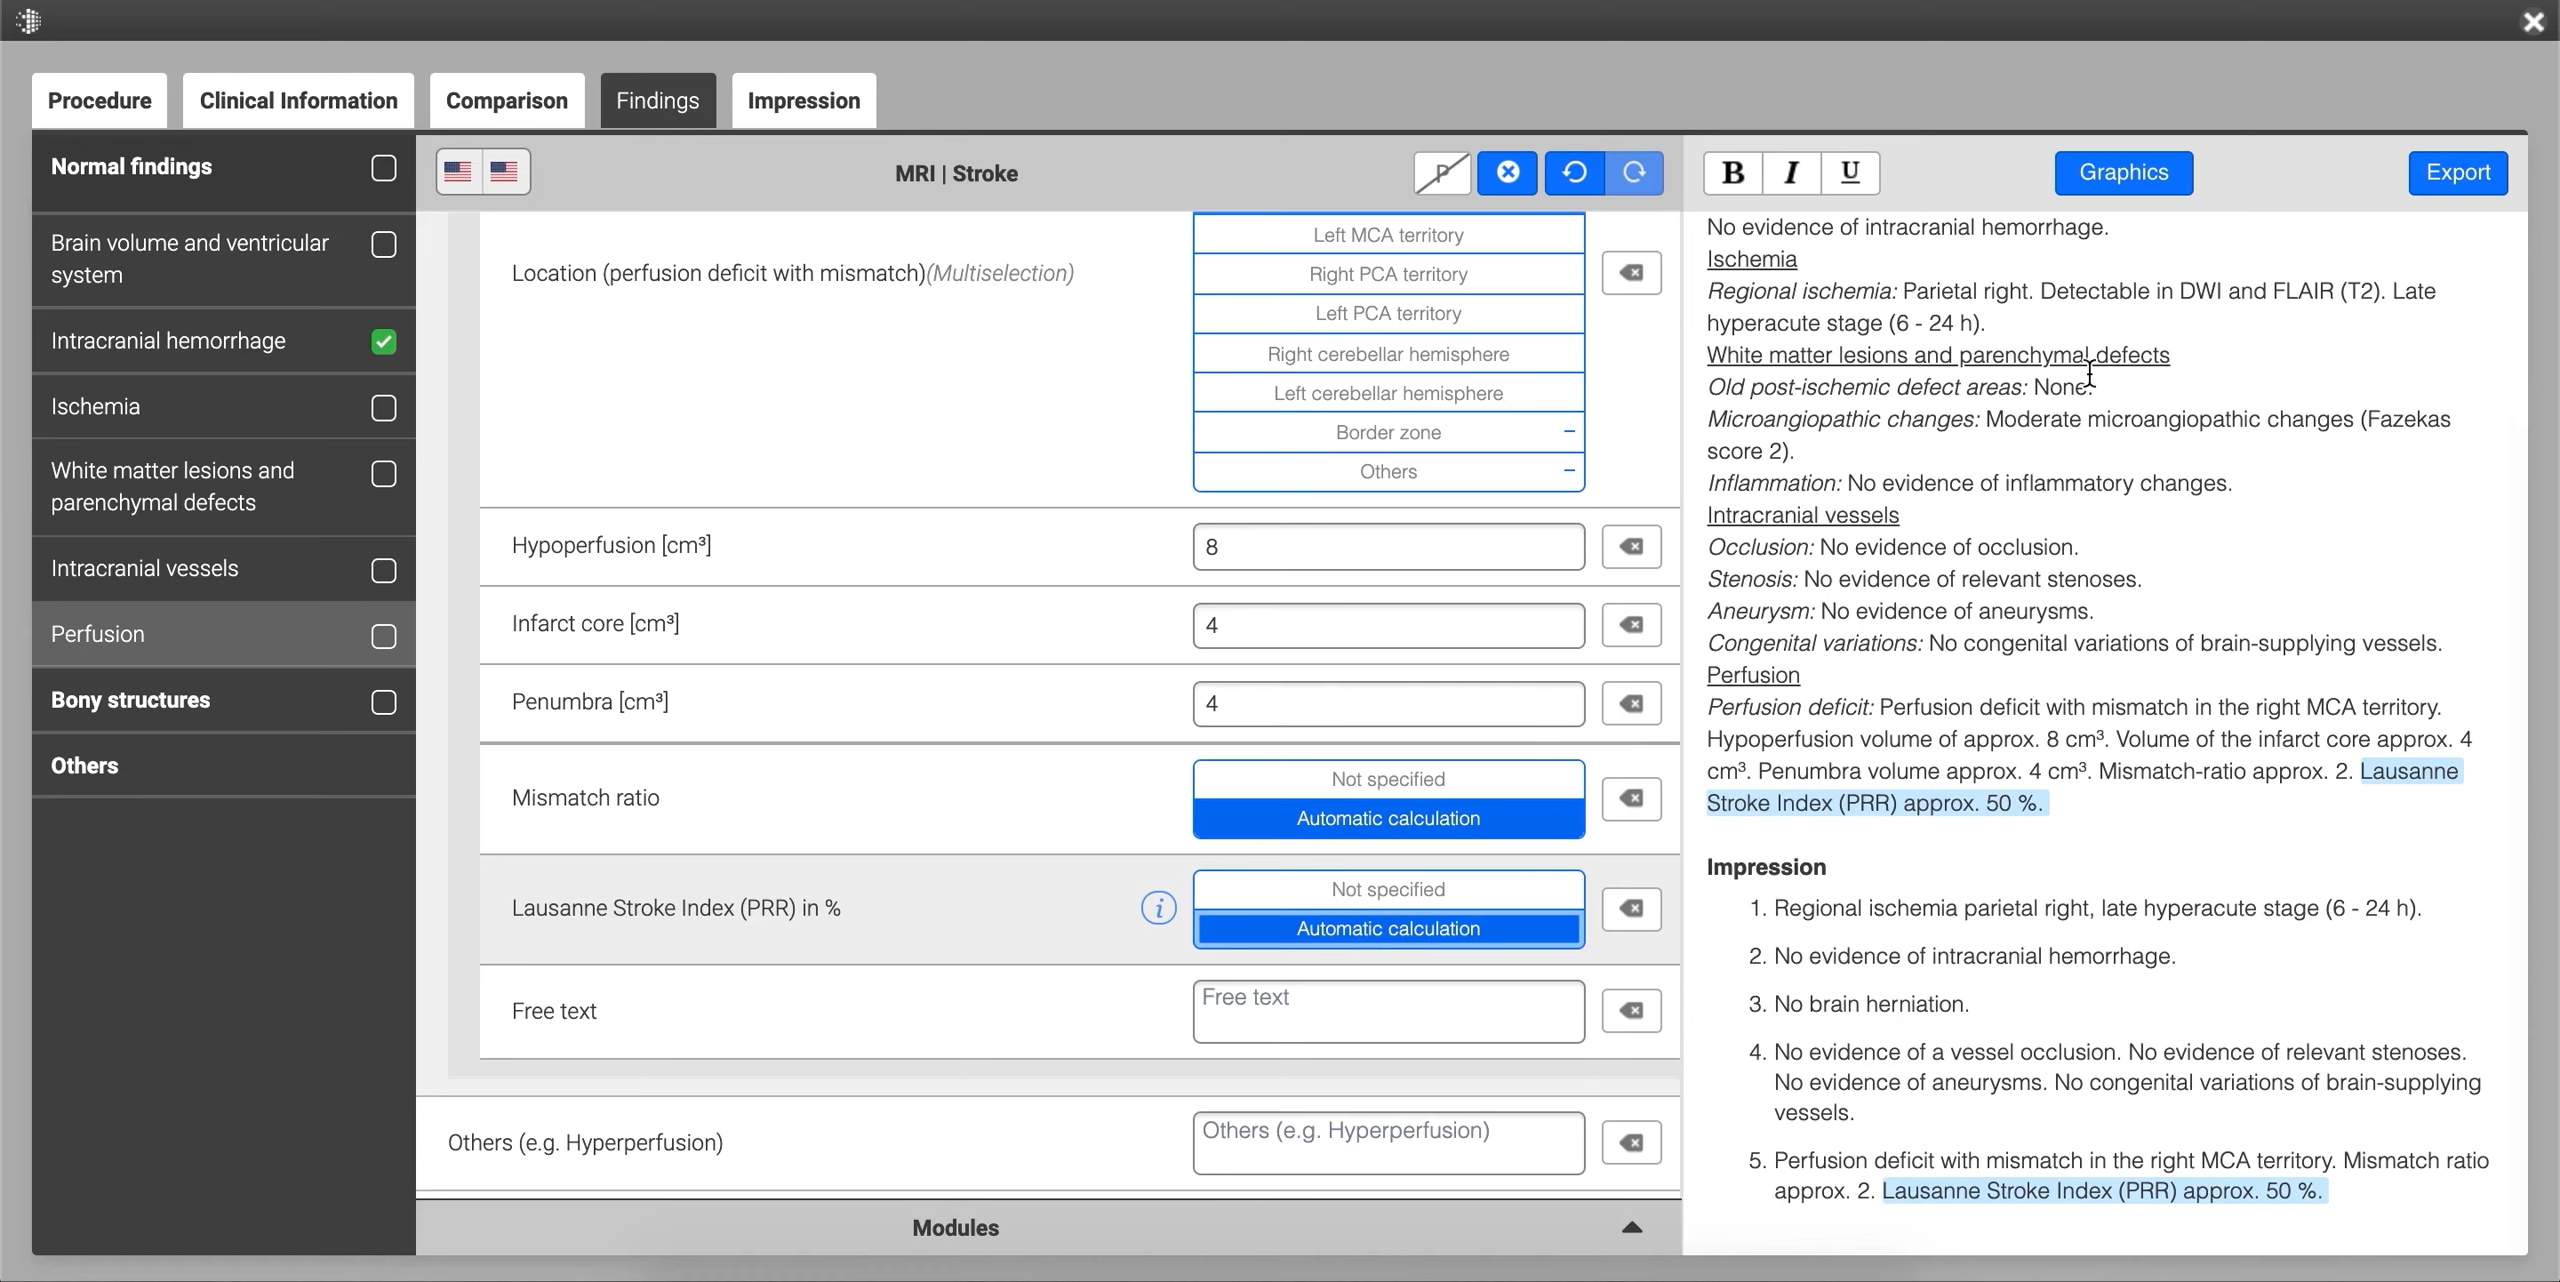 Procedure
Clinical Information
Comparison
Findings
Impression
Normal findings
Brain volume and ventricular
system
Intracranial hemorrhage
Ischemia
White matter lesions and
parenchymal defects
Intracranial vessels
Perfusion
Bony structures
Others
MRI | Stroke
P
Location (perfusion deficit with mismatch)(Multiselection)
Left MCA territory
Right PCA territory
Left PCA territory
Right cerebellar hemisphere
Left cerebellar hemisphere
Border zone –
Others –
Hypoperfusion [cm³]
8
Infarct core [cm³]
4
Penumbra [cm³]
4
Mismatch ratio
Not specified
Automatic calculation
Lausanne Stroke Index (PRR) in %
i
Not specified
Automatic calculation
Free text
Free text
Others (e.g. Hyperperfusion)
Others (e.g. Hyperperfusion)
Modules
B I U
Graphics
Export
No evidence of intracranial hemorrhage.
Ischemia
Regional ischemia: Parietal right. Detectable in DWI and FLAIR (T2). Late
hyperacute stage (6 - 24 h).
White matter lesions and parenchymal defects
Old post-ischemic defect areas: None.
Microangiopathic changes: Moderate microangiopathic changes (Fazekas
score 2).
Inflammation: No evidence of inflammatory changes.
Intracranial vessels
Occlusion: No evidence of occlusion.
Stenosis: No evidence of relevant stenoses.
Aneurysm: No evidence of aneurysms.
Congenital variations: No congenital variations of brain-supplying vessels.
Perfusion
Perfusion deficit: Perfusion deficit with mismatch in the right MCA territory.
Hypoperfusion volume of approx. 8 cm³. Volume of the infarct core approx. 4
cm³. Penumbra volume approx. 4 cm³. Mismatch-ratio approx. 2. Lausanne
Stroke Index (PRR) approx. 50 %.
Impression
1. Regional ischemia parietal right, late hyperacute stage (6 - 24 h).
2. No evidence of intracranial hemorrhage.
3. No brain herniation.
4. No evidence of a vessel occlusion. No evidence of relevant stenoses.
No evidence of aneurysms. No congenital variations of brain-supplying
vessels.
5. Perfusion deficit with mismatch in the right MCA territory. Mismatch ratio
approx. 2. Lausanne Stroke Index (PRR) approx. 50 %.